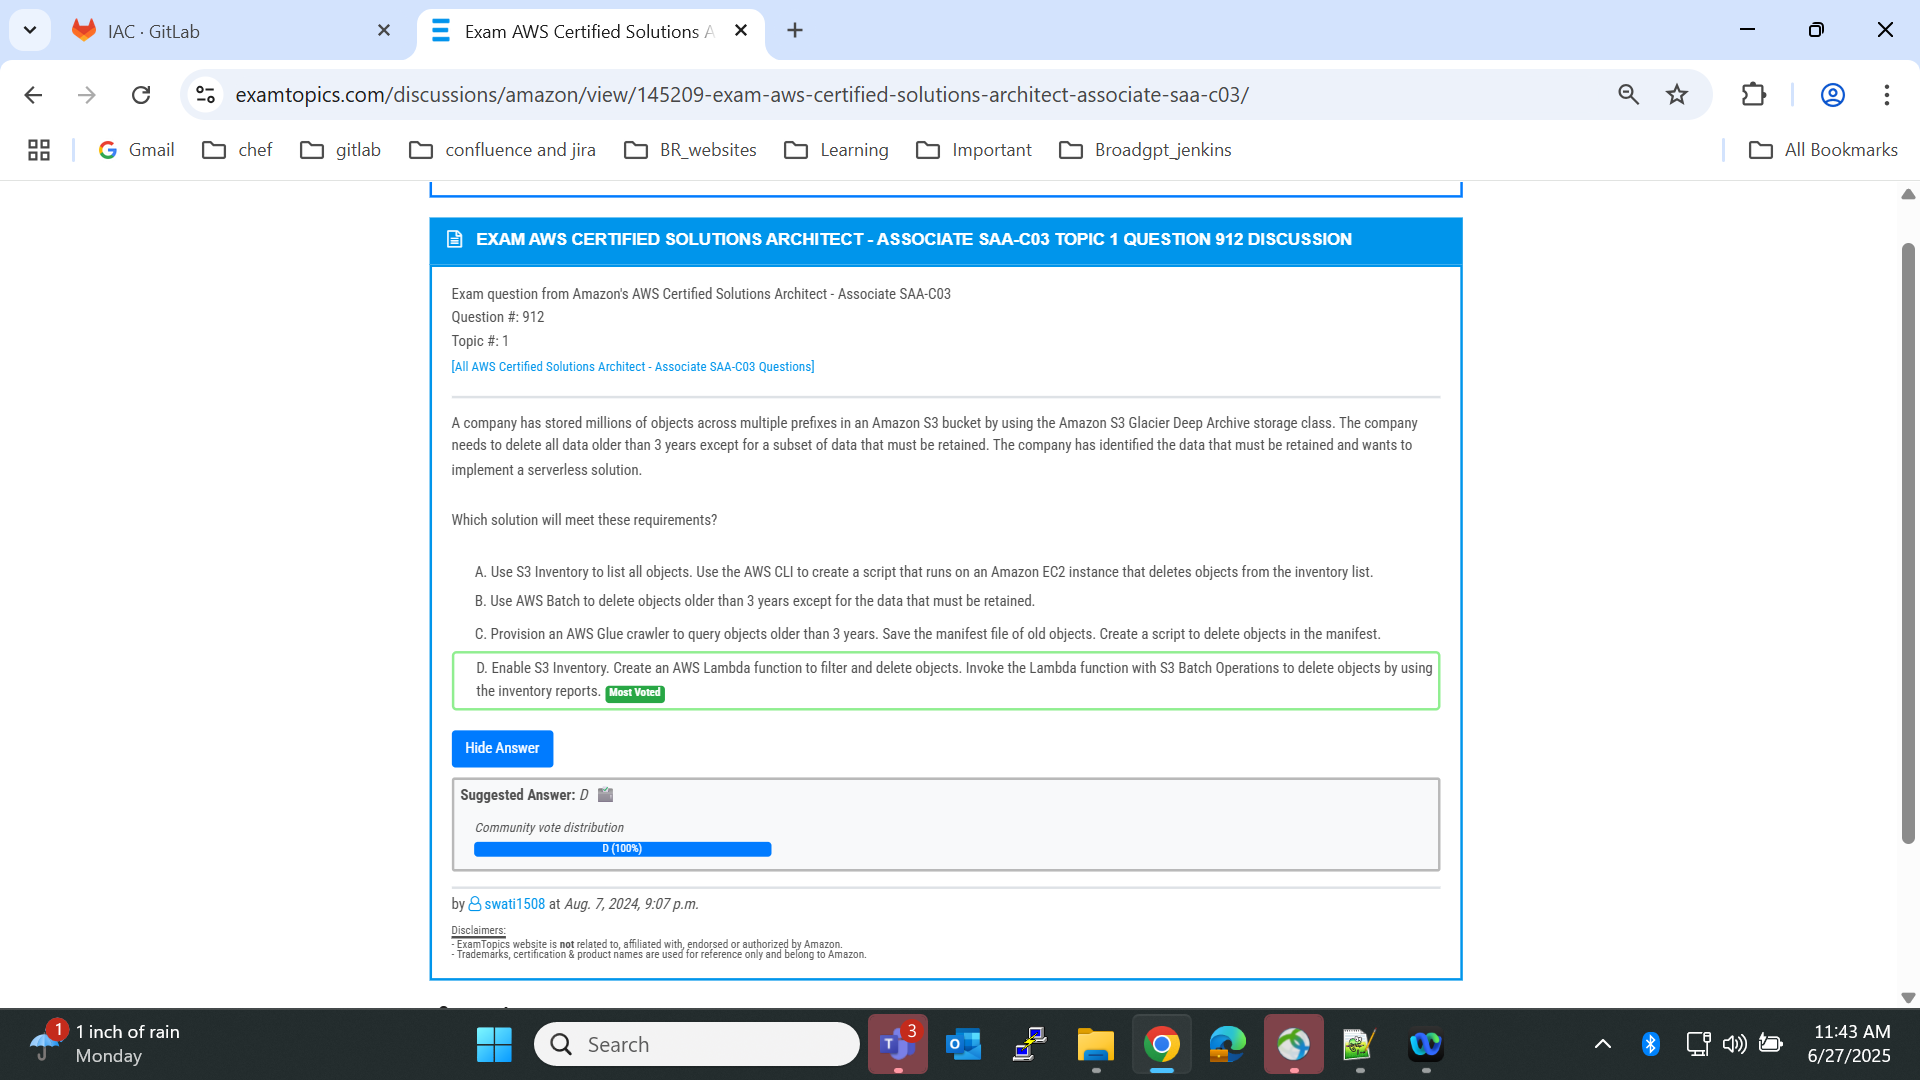 IAC · GitLab
Exam AWS Certified Solutions A
examtopics.com/discussions/amazon/view/145209-exam-aws-certified-solutions-architect-associate-saa-c03/
Gmail
chef
gitlab
confluence and jira
BR_websites
Learning
Important
Broadgpt_jenkins
All Bookmarks
EXAM AWS CERTIFIED SOLUTIONS ARCHITECT - ASSOCIATE SAA-C03 TOPIC 1 QUESTION 912 DISCUSSION
Exam question from Amazon's AWS Certified Solutions Architect - Associate SAA-C03
Question #: 912
Topic #: 1
[All AWS Certified Solutions Architect - Associate SAA-C03 Questions]
A company has stored millions of objects across multiple prefixes in an Amazon S3 bucket by using the Amazon S3 Glacier Deep Archive storage class. The company
needs to delete all data older than 3 years except for a subset of data that must be retained. The company has identified the data that must be retained and wants to
implement a serverless solution.
Which solution will meet these requirements?
A. Use S3 Inventory to list all objects. Use the AWS CLI to create a script that runs on an Amazon EC2 instance that deletes objects from the inventory list.
B. Use AWS Batch to delete objects older than 3 years except for the data that must be retained.
C. Provision an AWS Glue crawler to query objects older than 3 years. Save the manifest file of old objects. Create a script to delete objects in the manifest.
D. Enable S3 Inventory. Create an AWS Lambda function to filter and delete objects. Invoke the Lambda function with S3 Batch Operations to delete objects by using
the inventory reports. Most Voted
Hide Answer
Suggested Answer: D
Community vote distribution
D (100%)
by swati1508 at Aug. 7, 2024, 9:07 p.m.
Disclaimers:
- ExamTopics website is not related to, affiliated with, endorsed or authorized by Amazon.
- Trademarks, certification & product names are used for reference only and belong to Amazon.
1
1 inch of rain
Monday
Search
3
11:43 AM
6/27/2025